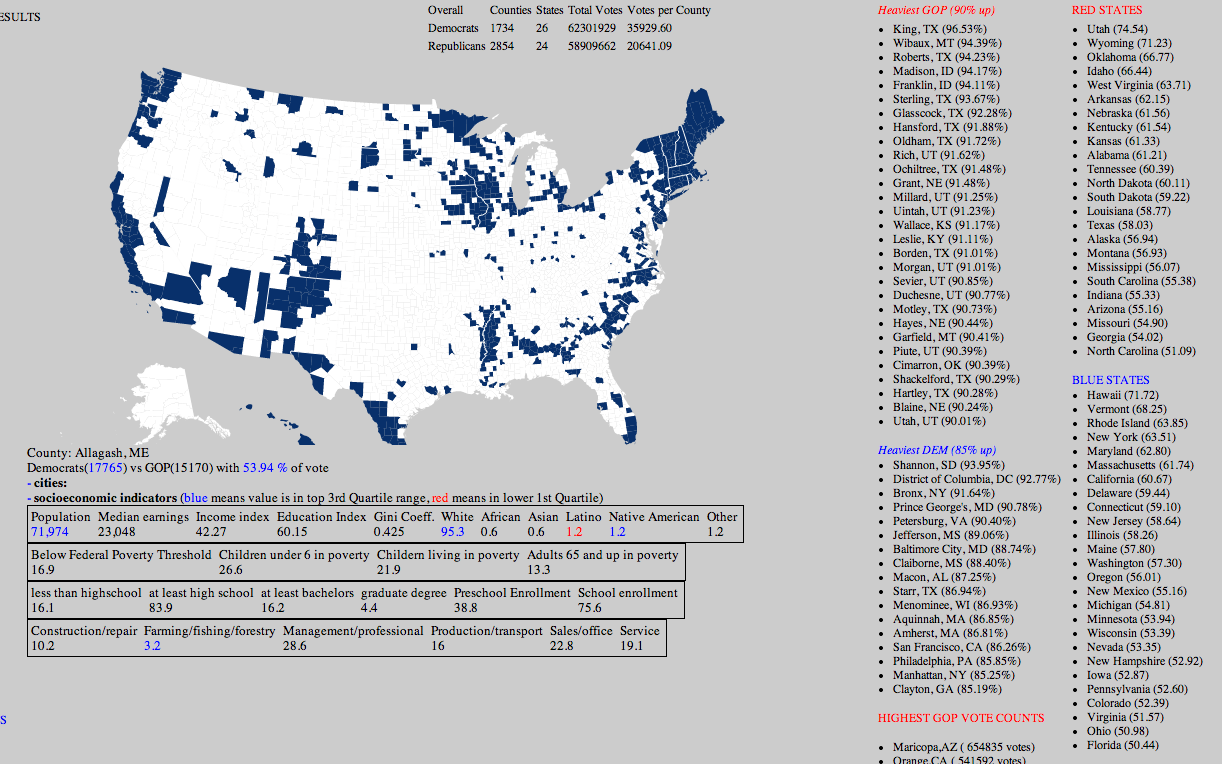 ESULTS
Overall Counties States Total Votes Votes per County
Democrats 1734 26 62301929 35929.60
Republicans 2854 24 58909662 20641.09
County: Allagash, ME
Democrats(17765) vs GOP(15170) with 53.94 % of vote
- cities:
- socioeconomic indicators (blue means value is in top 3rd Quartile range, red means in lower 1st Quartile)
Population Median earnings Income index Education Index Gini Coeff. White African Asian Latino Native American Other
71,974 23,048 42.27 60.15 0.425 95.3 0.6 0.6 1.2 1.2 1.2
Below Federal Poverty Threshold Children under 6 in poverty Childern living in poverty Adults 65 and up in poverty
16.9 26.6 21.9 13.3
less than highschool at least high school at least bachelors graduate degree Preschool Enrollment School enrollment
16.1 83.9 16.2 4.4 38.8 75.6
Construction/repair Farming/fishing/forestry Management/professional Production/transport Sales/office Service
10.2 3.2 28.6 16 22.8 19.1
S
Heaviest GOP (90% up)
King, TX (96.53%)
Wibaux, MT (94.39%)
Roberts, TX (94.23%)
Madison, ID (94.17%)
Franklin, ID (94.11%)
Sterling, TX (93.67%)
Glasscock, TX (92.28%)
Hansford, TX (91.88%)
Oldham, TX (91.72%)
Rich, UT (91.62%)
Ochiltree, TX (91.48%)
Grant, NE (91.48%)
Millard, UT (91.25%)
Uintah, UT (91.23%)
Wallace, KS (91.17%)
Leslie, KY (91.11%)
Borden, TX (91.01%)
Morgan, UT (91.01%)
Sevier, UT (90.85%)
Duchesne, UT (90.77%)
Motley, TX (90.73%)
Hayes, NE (90.44%)
Garfield, MT (90.41%)
Piute, UT (90.39%)
Cimarron, OK (90.39%)
Shackelford, TX (90.29%)
Hartley, TX (90.28%)
Blaine, NE (90.24%)
Utah, UT (90.01%)
Heaviest DEM (85% up)
Shannon, SD (93.95%)
District of Columbia, DC (92.77%)
Bronx, NY (91.64%)
Prince George's, MD (90.78%)
Petersburg, VA (90.40%)
Jefferson, MS (89.06%)
Baltimore City, MD (88.74%)
Claiborne, MS (88.40%)
Macon, AL (87.25%)
Starr, TX (86.94%)
Menominee, WI (86.93%)
Aquinnah, MA (86.85%)
Amherst, MA (86.81%)
San Francisco, CA (86.26%)
Philadelphia, PA (85.85%)
Manhattan, NY (85.25%)
Clayton, GA (85.19%)
HIGHEST GOP VOTE COUNTS
Maricopa,AZ ( 654835 votes)
Orange,CA ( 541592 votes)
RED STATES
Utah (74.54)
Wyoming (71.23)
Oklahoma (66.77)
Idaho (66.44)
West Virginia (63.71)
Arkansas (62.15)
Nebraska (61.56)
Kentucky (61.54)
Kansas (61.33)
Alabama (61.21)
Tennessee (60.39)
North Dakota (60.11)
South Dakota (59.22)
Louisiana (58.77)
Texas (58.03)
Alaska (56.94)
Montana (56.93)
Mississippi (56.07)
South Carolina (55.38)
Indiana (55.33)
Arizona (55.16)
Missouri (54.90)
Georgia (54.02)
North Carolina (51.09)
BLUE STATES
Hawaii (71.72)
Vermont (68.25)
Rhode Island (63.85)
New York (63.51)
Maryland (62.80)
Massachusetts (61.74)
California (60.67)
Delaware (59.44)
Connecticut (59.10)
New Jersey (58.64)
Illinois (58.26)
Maine (57.80)
Washington (57.30)
Oregon (56.01)
New Mexico (55.16)
Michigan (54.81)
Minnesota (53.94)
Wisconsin (53.39)
Nevada (53.35)
New Hampshire (52.92)
Iowa (52.87)
Pennsylvania (52.60)
Colorado (52.39)
Virginia (51.57)
Ohio (50.98)
Florida (50.44)